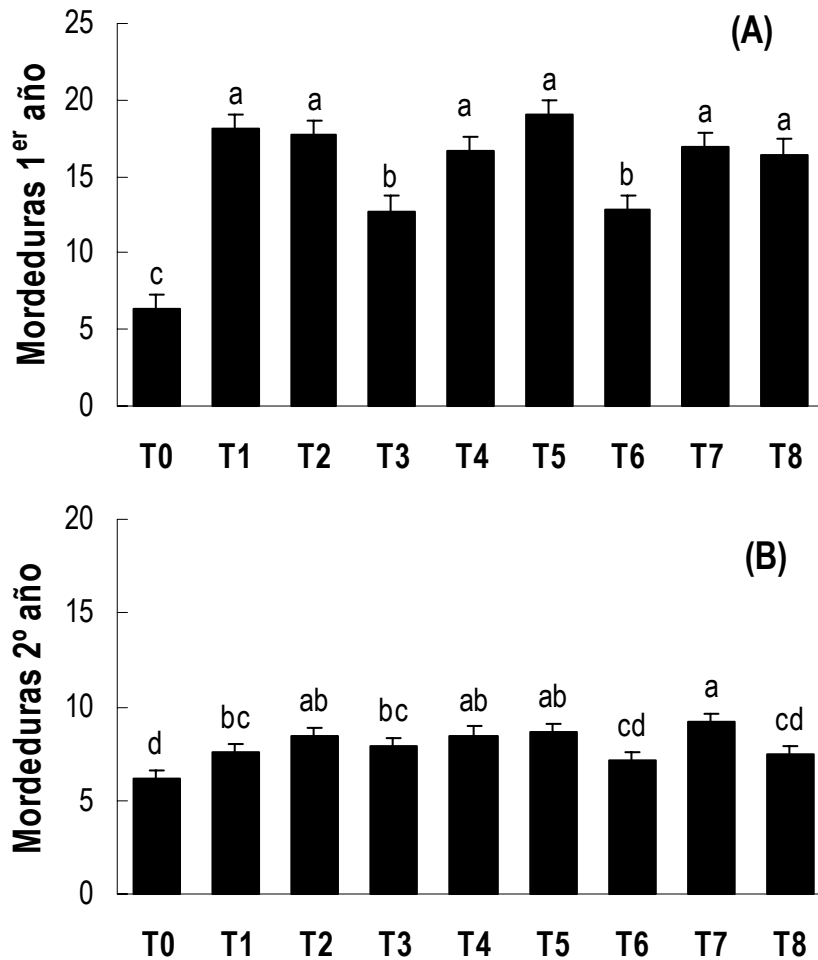 (A)
Mordeduras 1er año
25
20
15
10
5
0
c a a b a a b a a
T0 T1 T2 T3 T4 T5 T6 T7 T8
(B)
Mordeduras 2º año
20
15
10
5
0
d bc ab bc ab ab cd a cd
T0 T1 T2 T3 T4 T5 T6 T7 T8